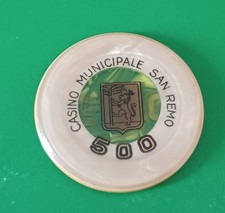 CASINO MUNICIPALE SAN REMO
500